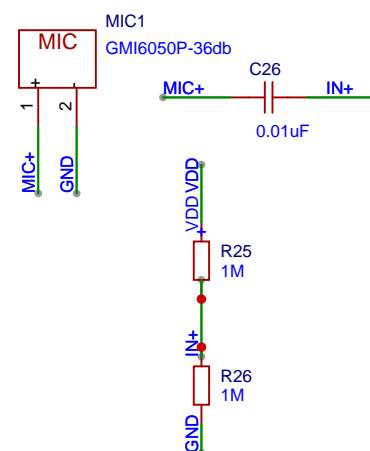 MIC1
MIC
GMI6050P-36db
+ -
1 2
MIC+ GND
C26
MIC+ IN+
0.01uF
VDD VDD
+
R25
1M
IN+
R26
1M
GND